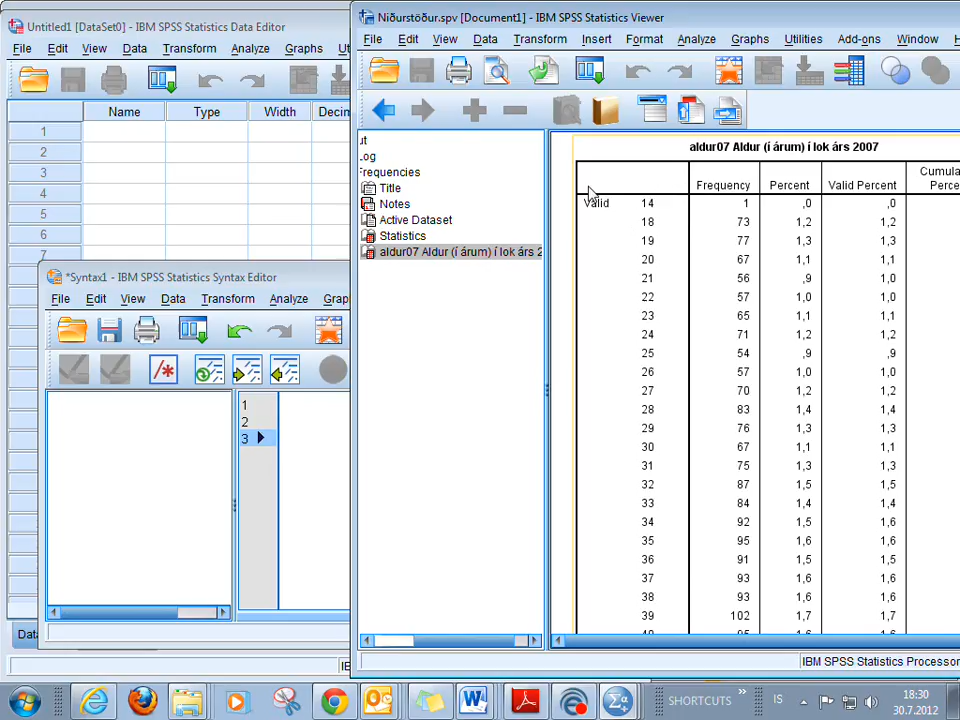 Untitled1 [DataSet0] - IBM SPSS Statistics Data Editor
File Edit View Data Transform Analyze Graphs Ut
Name Type Width Decim
1
2
3
4
5
6
7
Data
IB
*Syntax1 - IBM SPSS Statistics Syntax Editor
File Edit View Data Transform Analyze Grap
1
2
3
Niðurstöður.spv [Document1] - IBM SPSS Statistics Viewer
File Edit View Data Transform Insert Format Analyze Graphs Utilities Add-ons Window H
ut
Log
Frequencies
Title
Notes
Active Dataset
Statistics
aldur07 Aldur (í árum) í lok árs 2
aldur07 Aldur (í árum) í lok árs 2007
Frequency Percent Valid Percent Cumula Perce
Valid 14 1 ,0 ,0
18 73 1,2 1,2
19 77 1,3 1,3
20 67 1,1 1,1
21 56 ,9 1,0
22 57 1,0 1,0
23 65 1,1 1,1
24 71 1,2 1,2
25 54 ,9 ,9
26 57 1,0 1,0
27 70 1,2 1,2
28 83 1,4 1,4
29 76 1,3 1,3
30 67 1,1 1,1
31 75 1,3 1,3
32 87 1,5 1,5
33 84 1,4 1,4
34 92 1,5 1,6
35 95 1,6 1,6
36 91 1,5 1,5
37 93 1,6 1,6
38 93 1,6 1,6
39 102 1,7 1,7
IBM SPSS Statistics Processor
SHORTCUTS » IS 18:30
30.7.2012